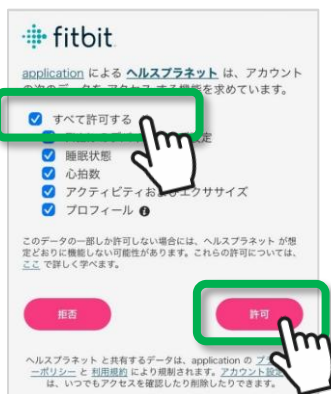 fitbit
application による ヘルスプラネット は、アカウント
の次のデータを アクセス する機能を求めています。
すべて許可する
設定
睡眠状態
心拍数
アクティビティおよびエクササイズ
プロフィール
このデータの一部しか許可しない場合には、ヘルスプラネット が想
定どおりに機能しない可能性があります。これらの許可については、
ここ で詳しく学べます。
拒否
許可
ヘルスプラネット と共有するデータは、application の
ーポリシー と 利用規約 により規制されます。アカウント設
は、いつでもアクセスを確認したり削除したりできます。